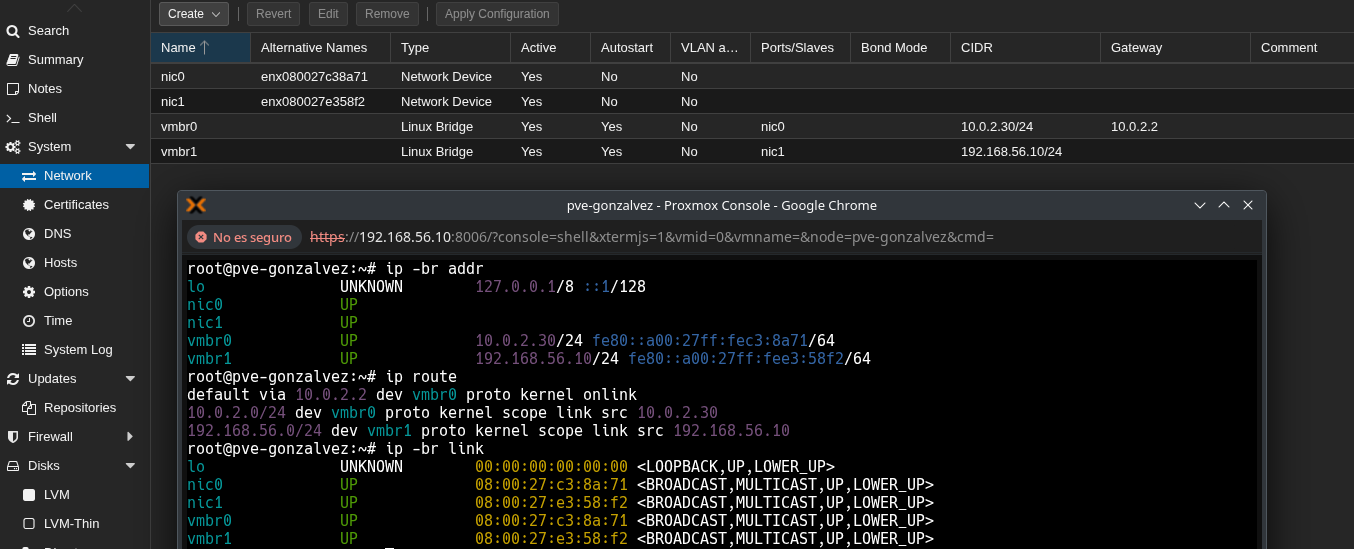 Create Revert Edit Remove Apply Configuration
Search
Summary
Notes
Shell
System
Network
Certificates
DNS
Hosts
Options
Time
System Log
Updates
Repositories
Firewall
Disks
LVM
LVM-Thin
Name Alternative Names Type Active Autostart VLAN a... Ports/Slaves Bond Mode CIDR Gateway Comment
nic0 enx080027c38a71 Network Device Yes No No
nic1 enx080027e358f2 Network Device Yes No No
vmbr0 Linux Bridge Yes Yes No nic0 10.0.2.30/24 10.0.2.2
vmbr1 Linux Bridge Yes Yes No nic1 192.168.56.10/24
pve-gonzalvez - Proxmox Console - Google Chrome
No es seguro https://192.168.56.10:8006/?console=shell&xtermjs=1&vmid=0&vmname=&node=pve-gonzalvez&cmd=
root@pve-gonzalvez:~# ip -br addr
lo UNKNOWN 127.0.0.1/8 ::1/128
nic0 UP
nic1 UP
vmbr0 UP 10.0.2.30/24 fe80::a00:27ff:fec3:8a71/64
vmbr1 UP 192.168.56.10/24 fe80::a00:27ff:fee3:58f2/64
root@pve-gonzalvez:~# ip route
default via 10.0.2.2 dev vmbr0 proto kernel onlink
10.0.2.0/24 dev vmbr0 proto kernel scope link src 10.0.2.30
192.168.56.0/24 dev vmbr1 proto kernel scope link src 192.168.56.10
root@pve-gonzalvez:~# ip -br link
lo UNKNOWN 00:00:00:00:00:00 <LOOPBACK,UP,LOWER_UP>
nic0 UP 08:00:27:c3:8a:71 <BROADCAST,MULTICAST,UP,LOWER_UP>
nic1 UP 08:00:27:e3:58:f2 <BROADCAST,MULTICAST,UP,LOWER_UP>
vmbr0 UP 08:00:27:c3:8a:71 <BROADCAST,MULTICAST,UP,LOWER_UP>
vmbr1 UP 08:00:27:e3:58:f2 <BROADCAST,MULTICAST,UP,LOWER_UP>